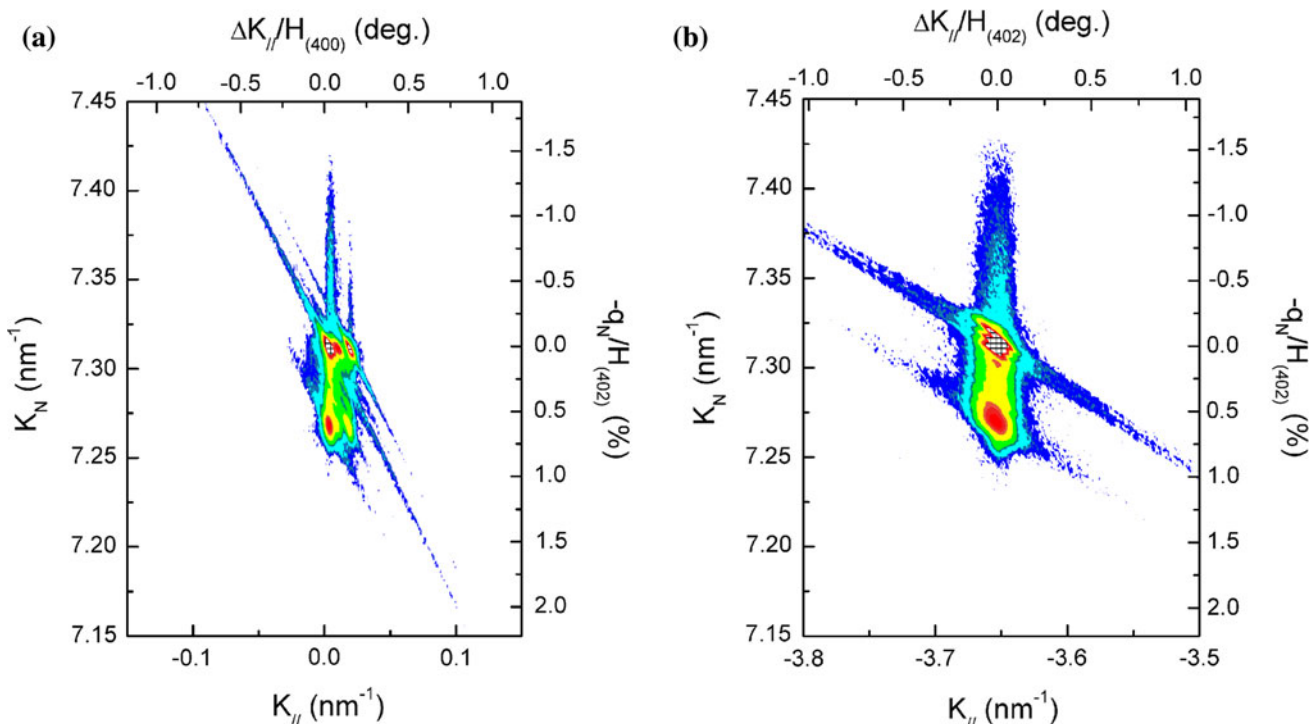 (a)
ΔK//​/H(400) (deg.)
-1.0 -0.5 0.0 0.5 1.0
7.45
7.40
7.35
7.30
7.25
7.20
7.15
KN (nm-1)
-1.5
-1.0
-0.5
0.0
0.5
1.0
1.5
2.0
-qN/H(402) (%)
-0.1 0.0 0.1
K// (nm-1)
(b)
ΔK//​/H(402) (deg.)
-1.0 -0.5 0.0 0.5 1.0
7.45
7.40
7.35
7.30
7.25
7.20
7.15
KN (nm-1)
-1.5
-1.0
-0.5
0.0
0.5
1.0
1.5
2.0
-qN/H(402) (%)
-3.8 -3.7 -3.6 -3.5
K// (nm-1)